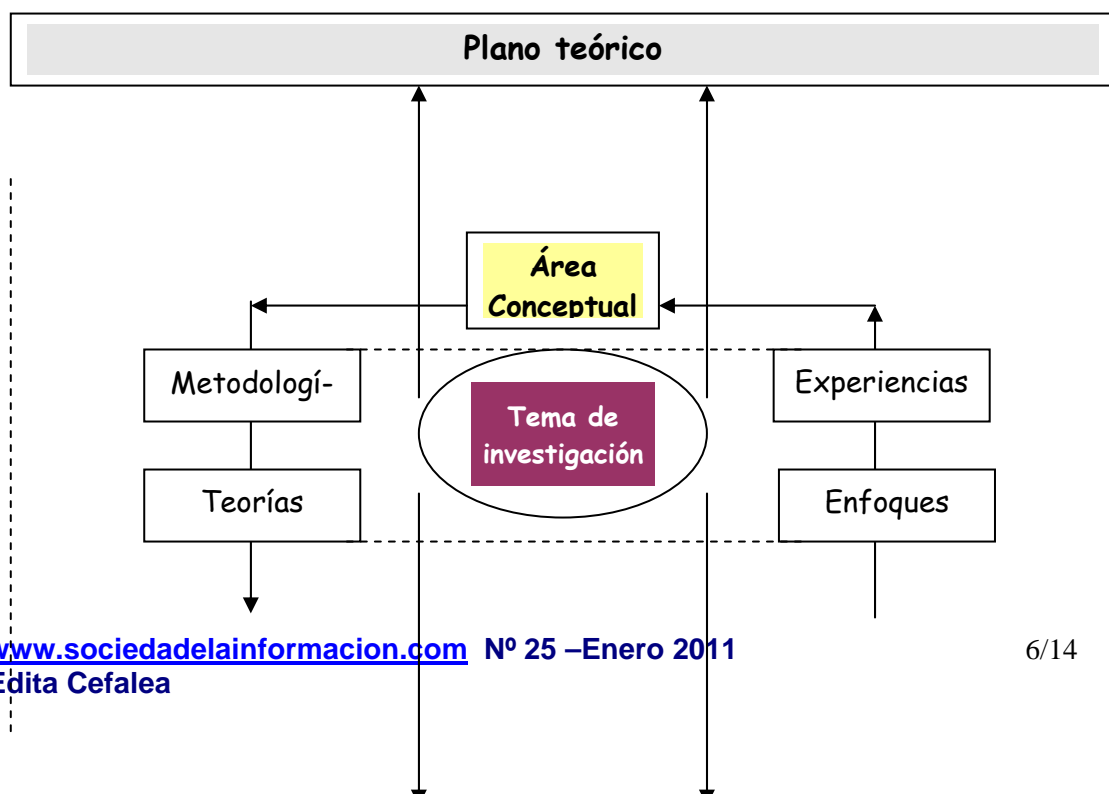 Plano teórico
Área
Conceptual
Metodologí-
Experiencias
Tema de
investigación
Teorías
Enfoques
www.sociedadelainformacion.com Nº 25 –Enero 2011
6/14
Edita Cefalea